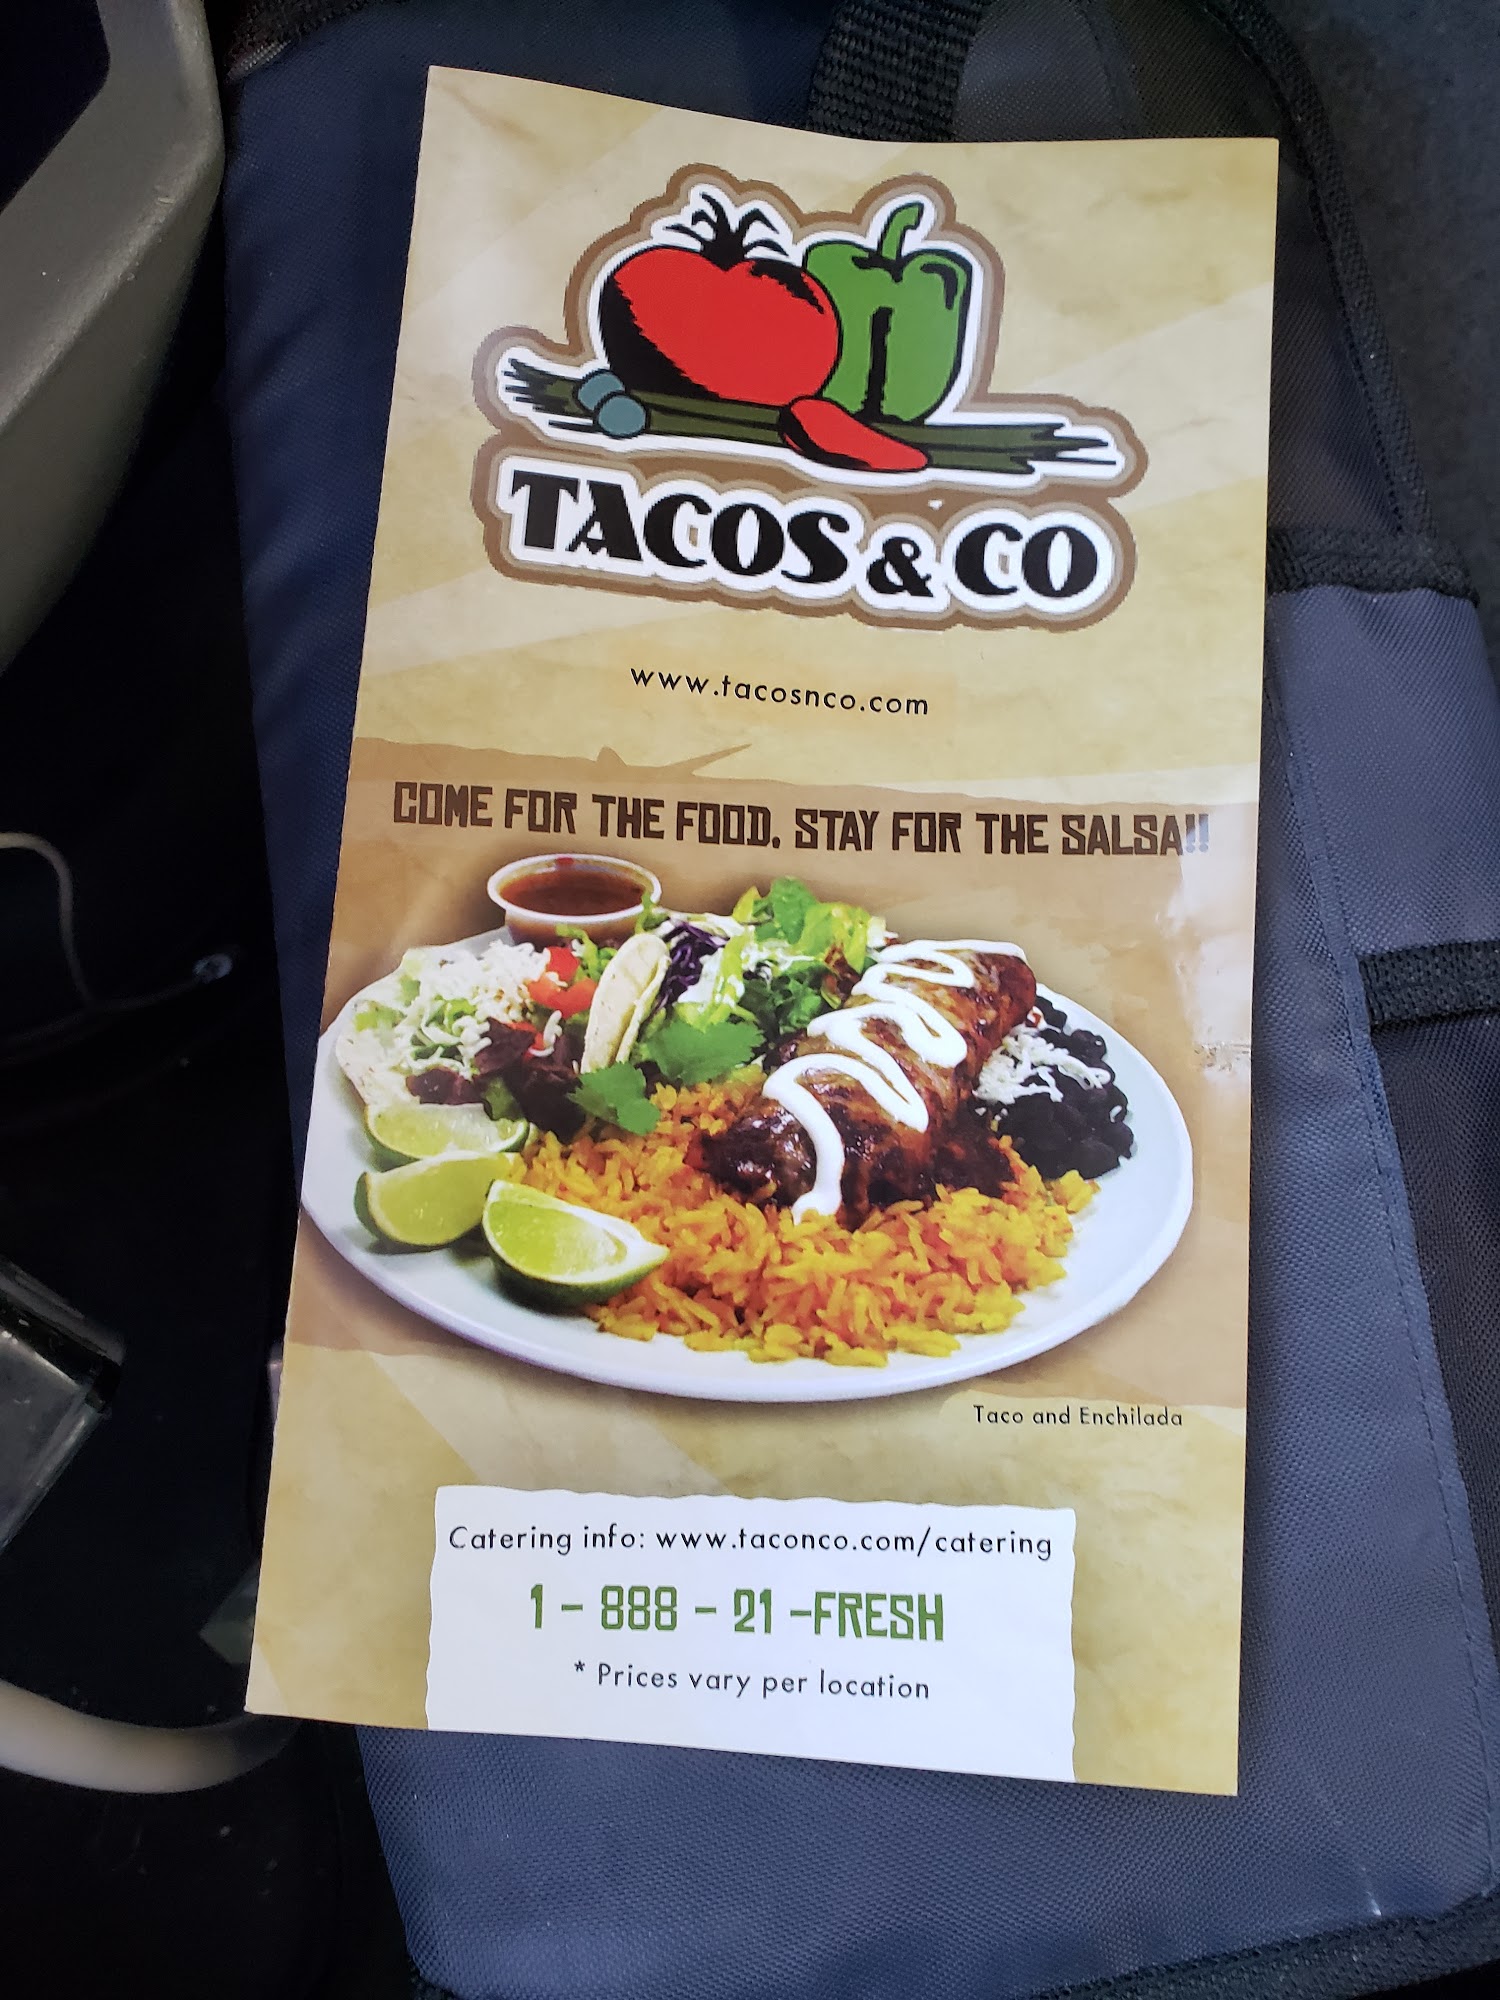 TACOS & CO
www.tacosnco.com
COME FOR THE FOOD. STAY FOR THE SALSA!!
Taco and Enchilada
Catering info: www.taconco.com/catering
1 - 888 - 21 -FRESH
* Prices vary per location